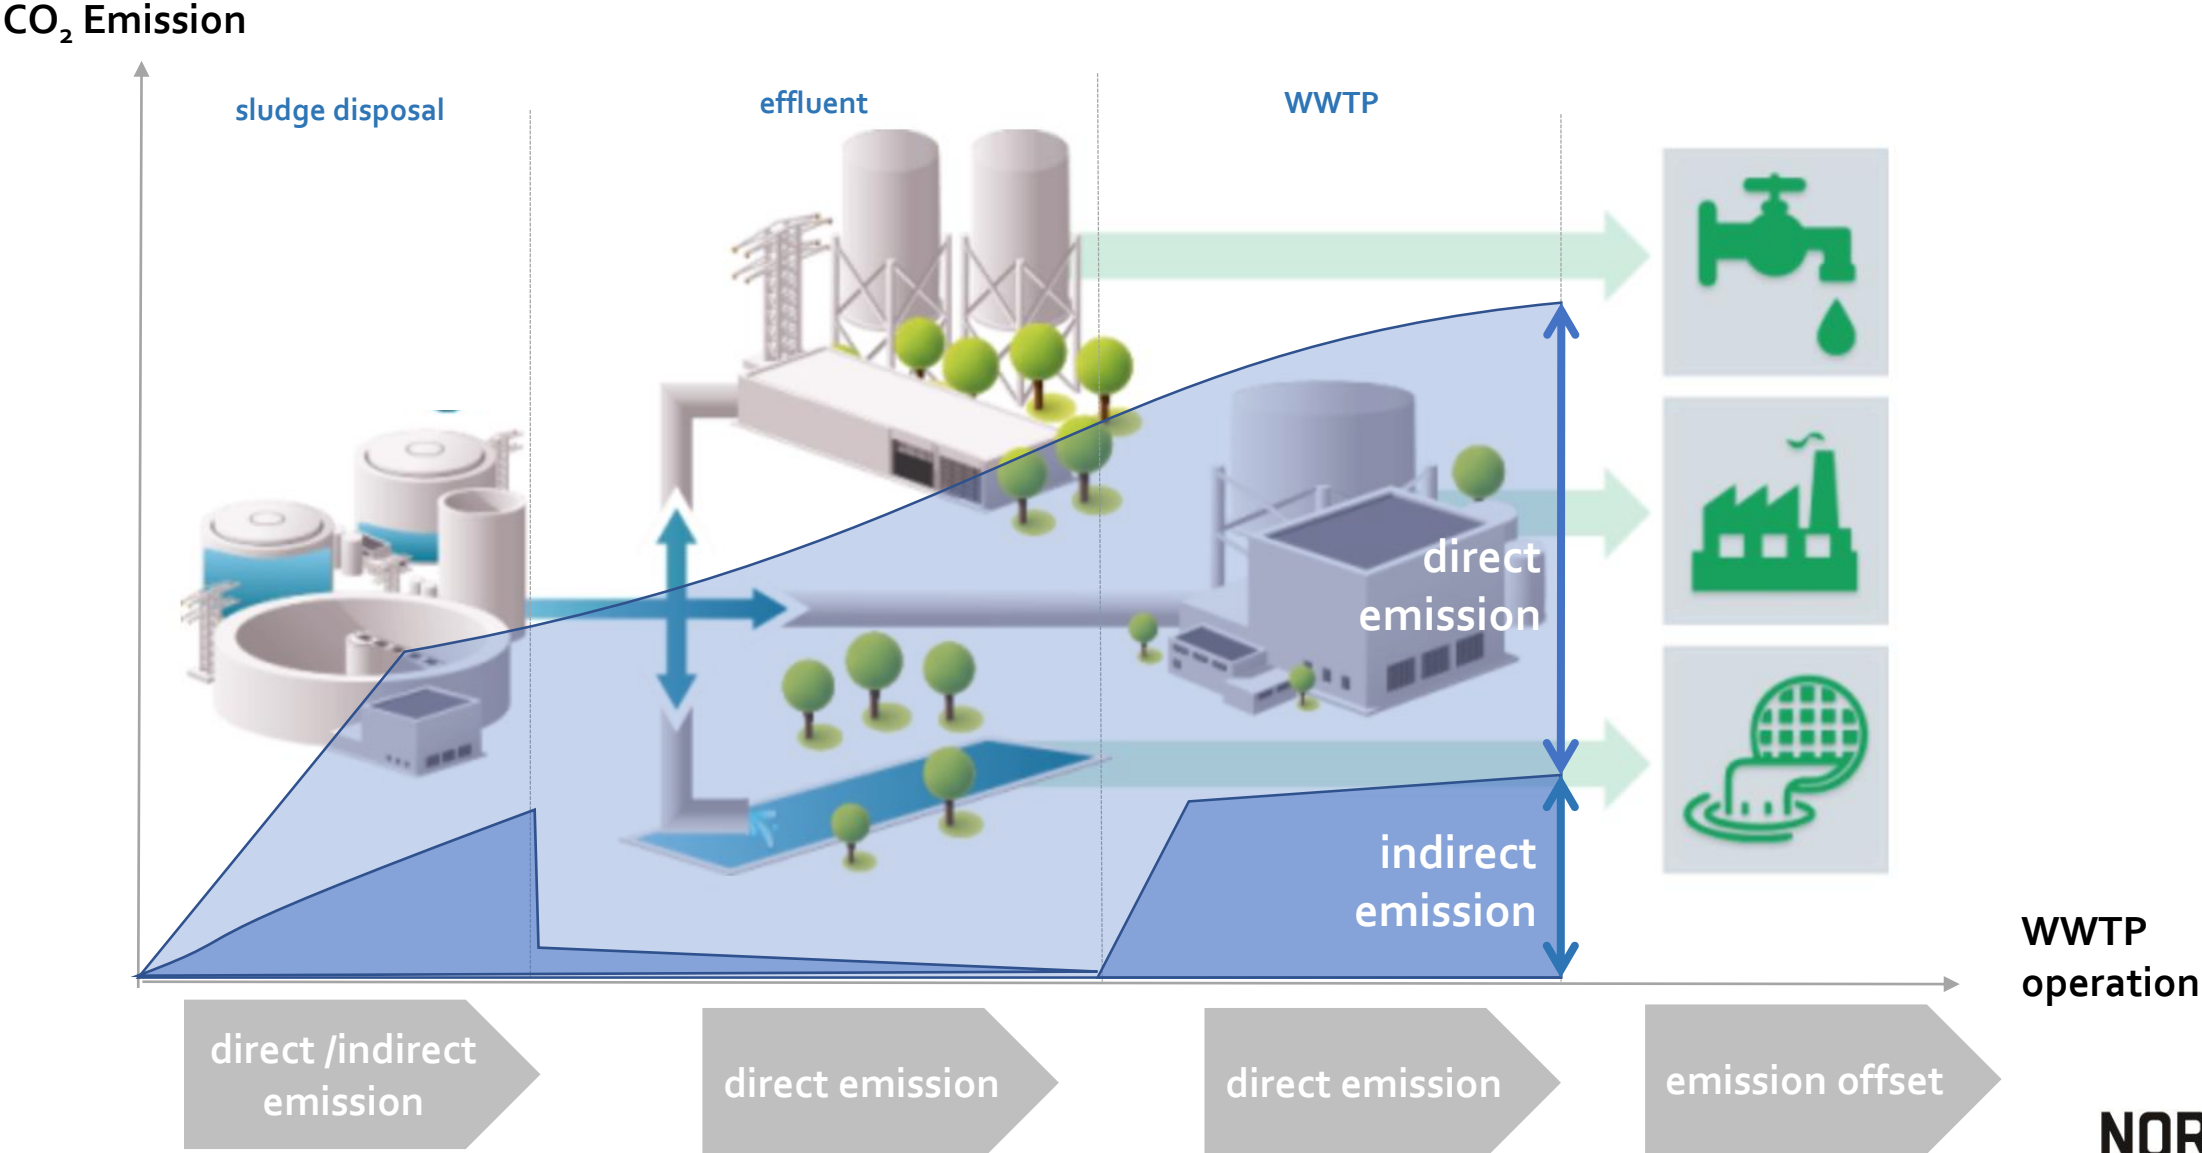 CO₂ Emission
sludge disposal
effluent
WWTP
direct
emission
indirect
emission
WWTP
operation
direct /indirect
emission
direct emission
direct emission
emission offset
NOR